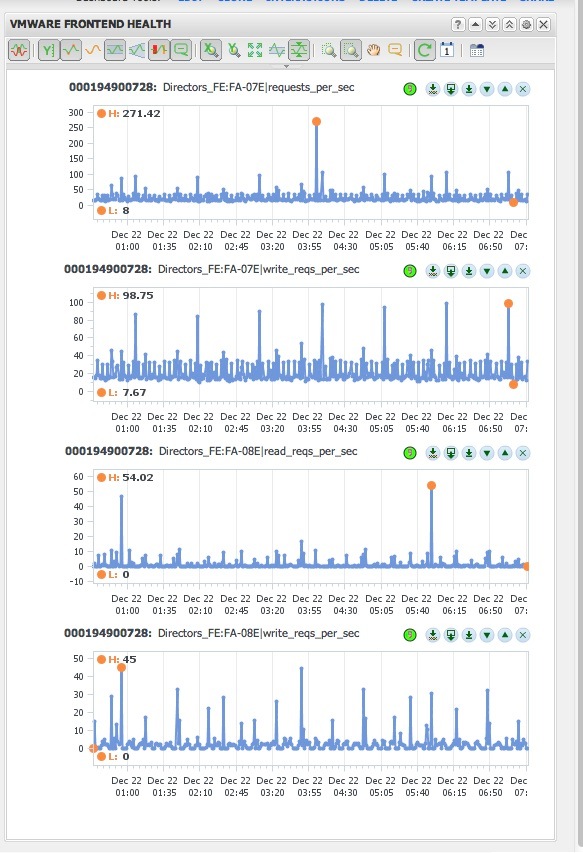 VMWARE FRONTEND HEALTH
000194900728: Directors_FE:FA-07E|requests_per_sec
H: 271.42
300
250
200
150
100
50
0
L: 8
Dec 22 Dec 22 Dec 22 Dec 22 Dec 22 Dec 22 Dec 22 Dec 22 Dec 22 Dec 22 Dec 22 Dec
01:00 01:35 02:10 02:45 03:20 03:55 04:30 05:05 05:40 06:15 06:50 07:
000194900728: Directors_FE:FA-07E|write_reqs_per_sec
H: 98.75
100
80
60
40
20
0
L: 7.67
Dec 22 Dec 22 Dec 22 Dec 22 Dec 22 Dec 22 Dec 22 Dec 22 Dec 22 Dec 22 Dec 22 Dec
01:00 01:35 02:10 02:45 03:20 03:55 04:30 05:05 05:40 06:15 06:50 07:
000194900728: Directors_FE:FA-08E|read_reqs_per_sec
H: 54.02
60
50
40
30
20
10
0
-10
L: 0
Dec 22 Dec 22 Dec 22 Dec 22 Dec 22 Dec 22 Dec 22 Dec 22 Dec 22 Dec 22 Dec 22 Dec
01:00 01:35 02:10 02:45 03:20 03:55 04:30 05:05 05:40 06:15 06:50 07:
000194900728: Directors_FE:FA-08E|write_reqs_per_sec
H: 45
50
40
30
20
10
0
L: 0
Dec 22 Dec 22 Dec 22 Dec 22 Dec 22 Dec 22 Dec 22 Dec 22 Dec 22 Dec 22 Dec 22 Dec
01:00 01:35 02:10 02:45 03:20 03:55 04:30 05:05 05:40 06:15 06:50 07: